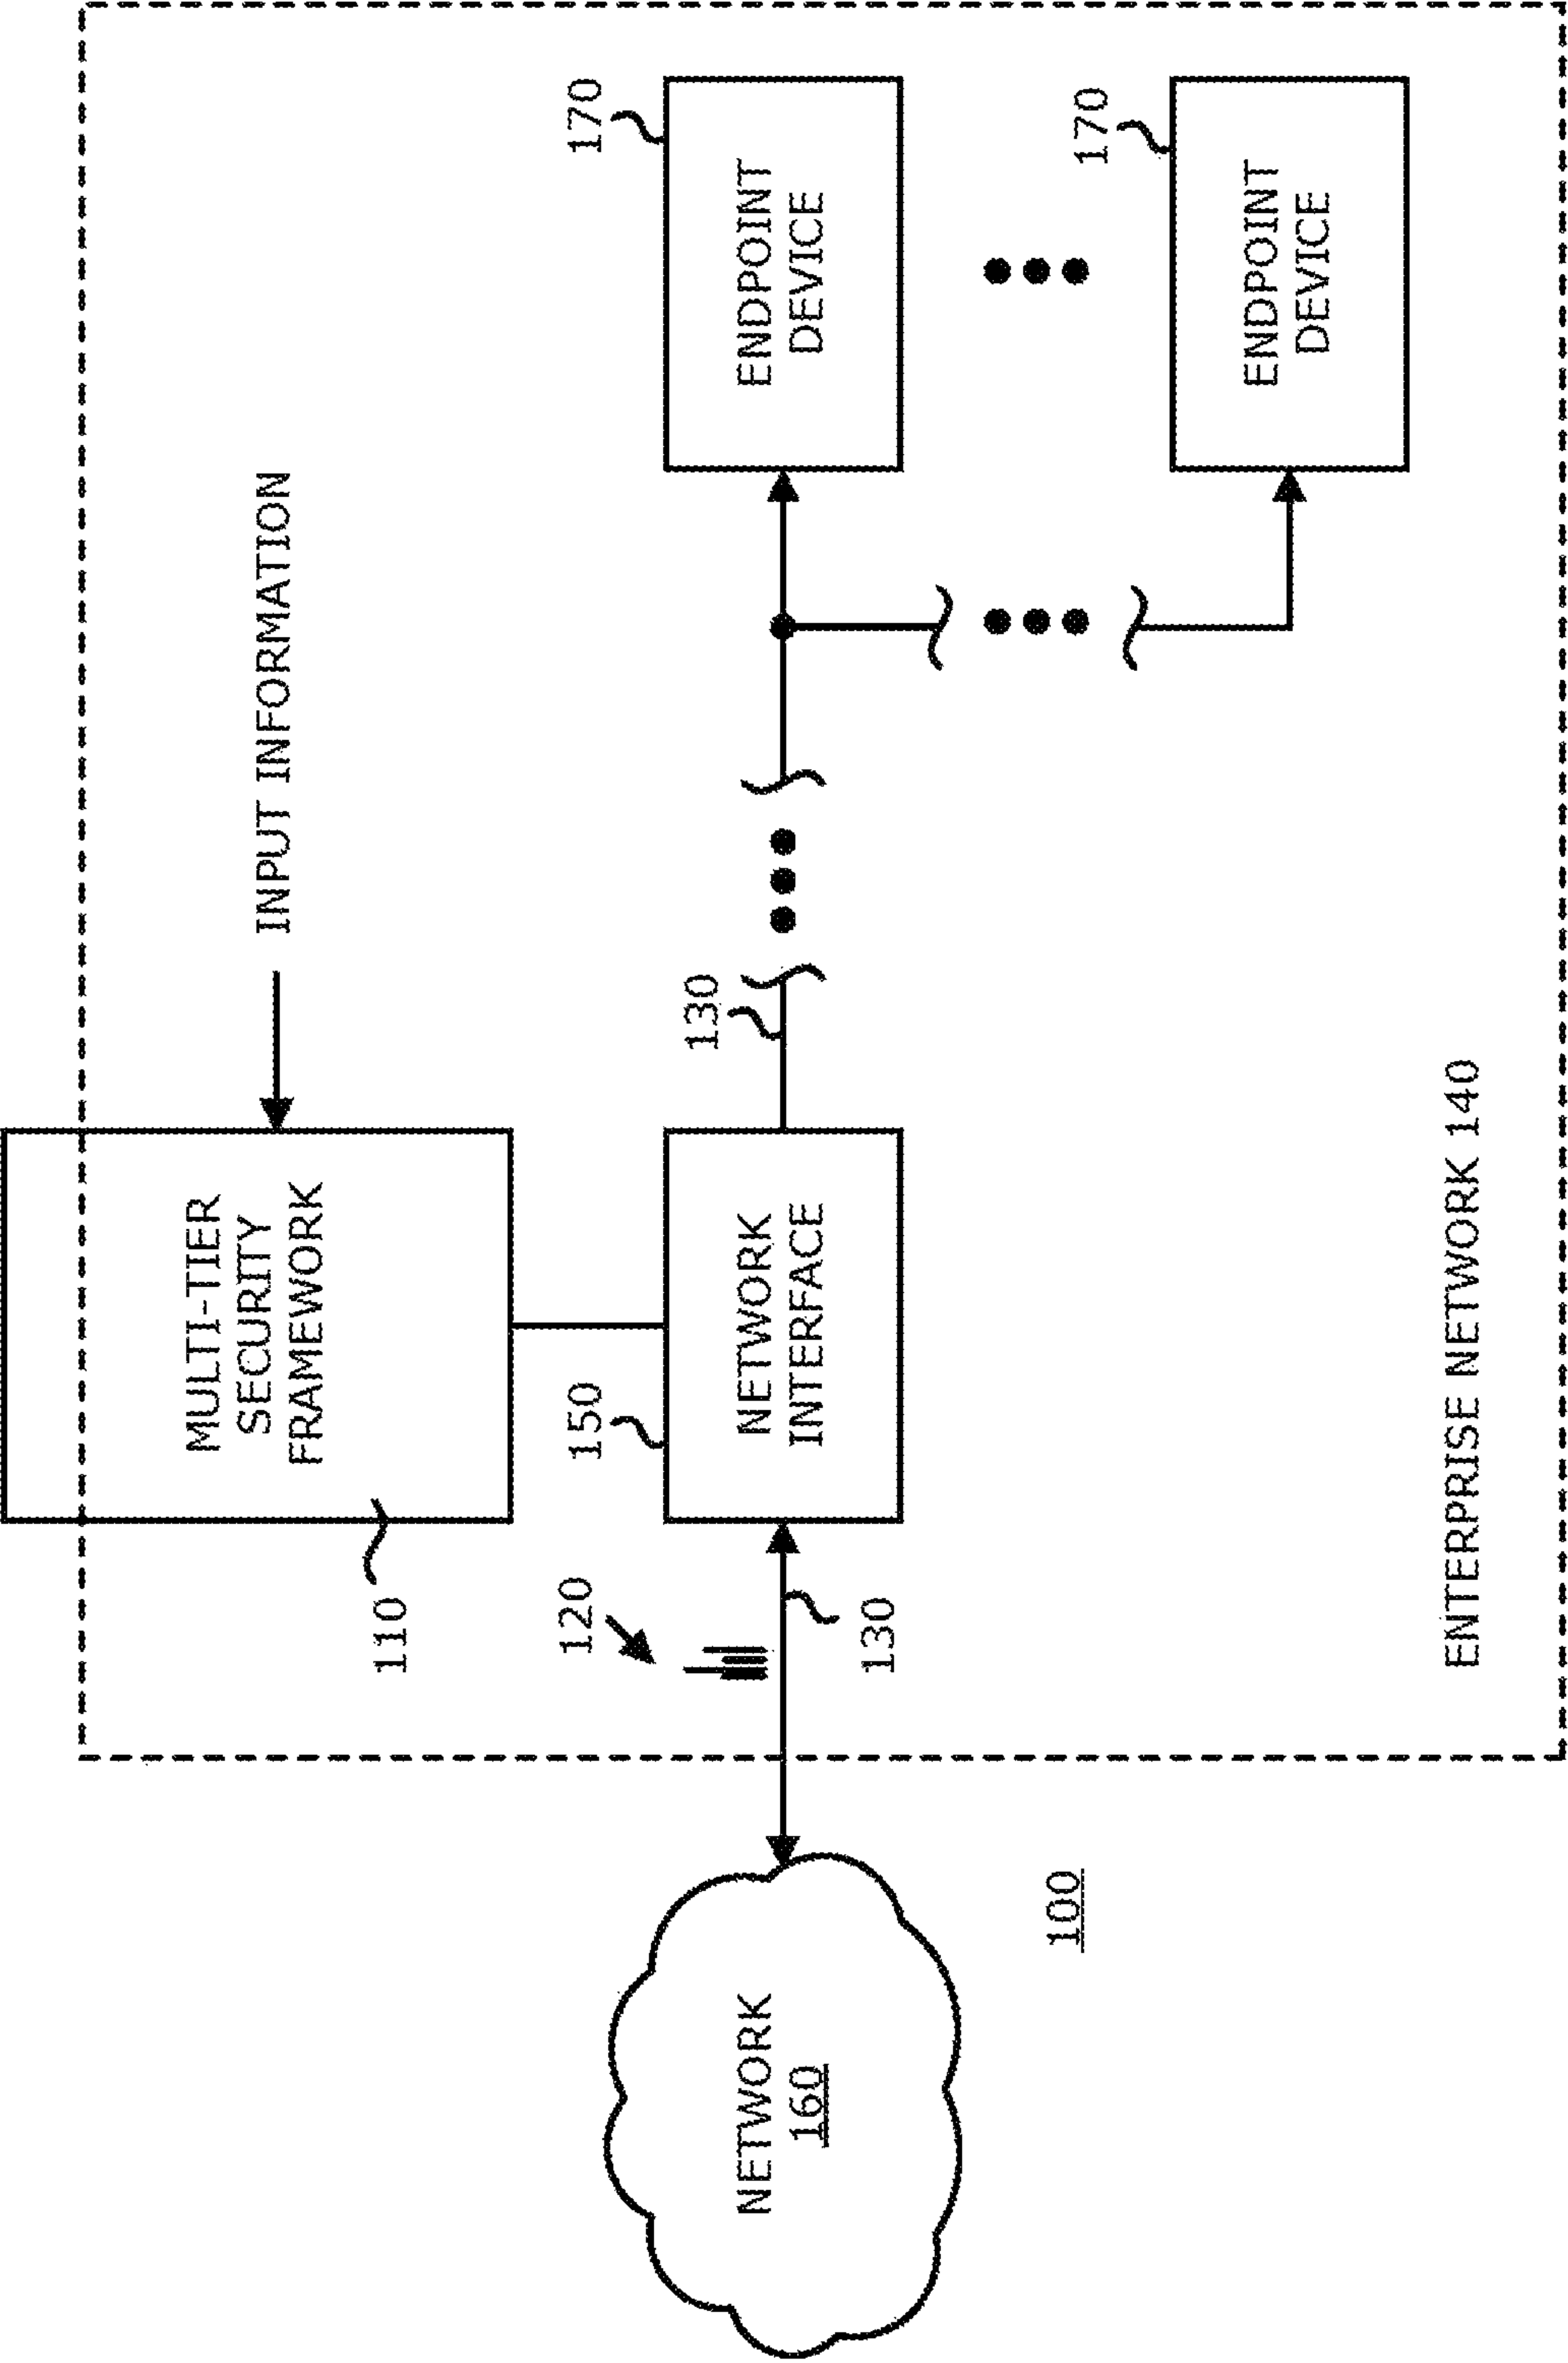 INPUT INFORMATION
MULTI-TIER
SECURITY
FRAMEWORK
110
120
150
130
170
NETWORK
160
130
NETWORK
INTERFACE
ENDPOINT
DEVICE
170
100
ENDPOINT
DEVICE
ENTERPRISE NETWORK 140